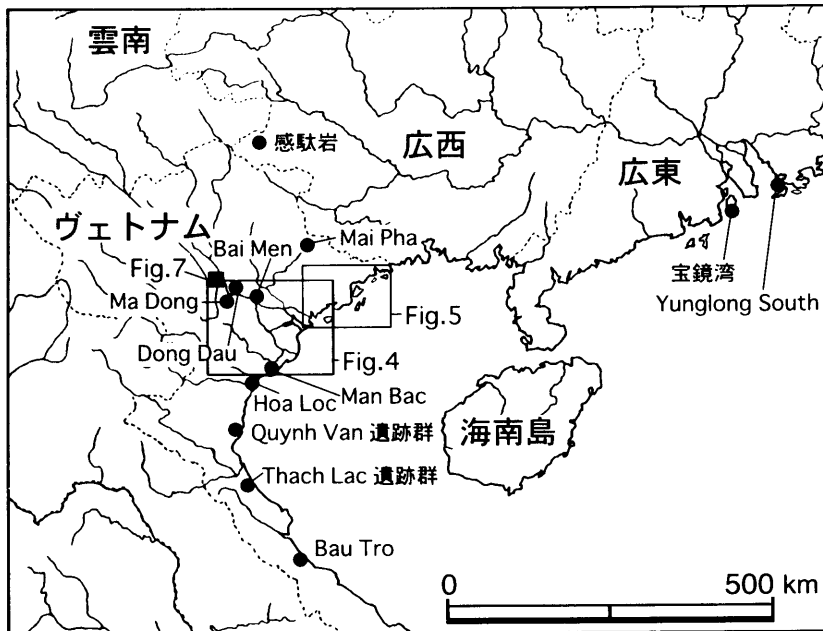 雲南
感駄岩
広西
広東
ヴェトナム
Bai Men
Mai Pha
Fig.7
宝鏡湾
Ma Dong
Yunglong South
Fig.5
Dong Dau
Fig.4
Man Bac
Hoa Loc
海南島
Quynh Van 遺跡群
Thach Lac 遺跡群
Bau Tro
0 500 km